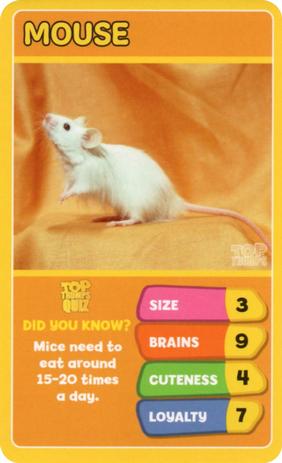 MOUSE
TOP
TRUMPS
TOP
TRUMPS
QUIZ
DID YOU KNOW?
Mice need to
eat around
15-20 times
a day.
SIZE 3
BRAINS 9
CUTENESS 4
LOYALTY 7